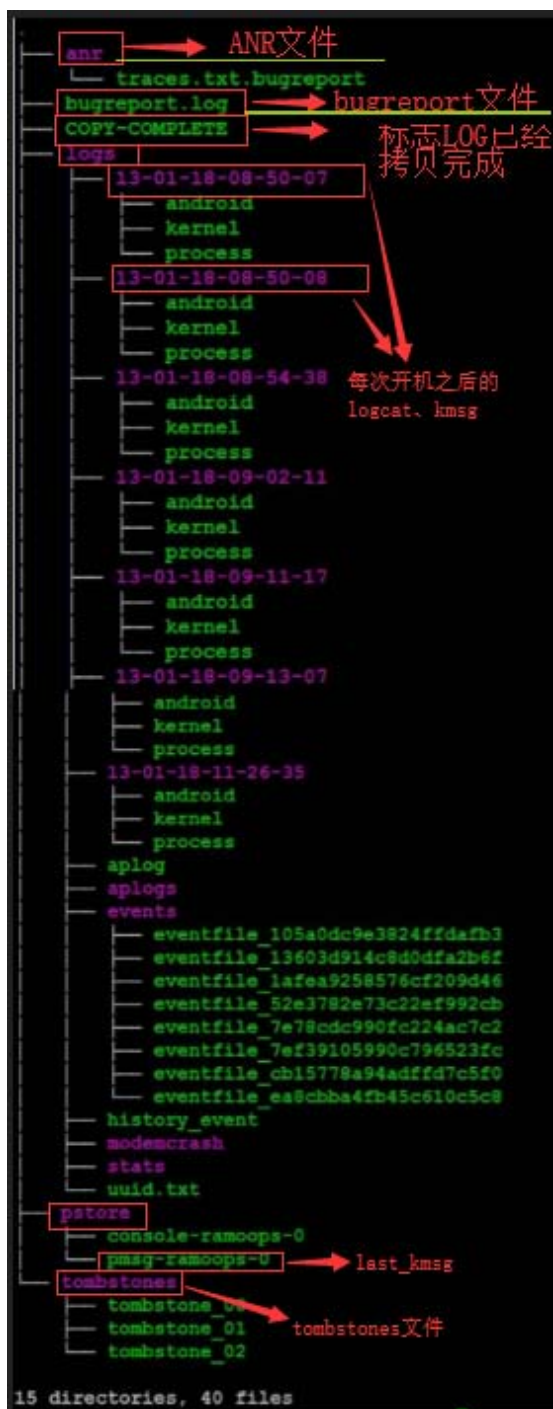 .
├── anr ANR文件
│ └── traces.txt.bugreport
├── bugreport.log bugreport文件
├── COPY-COMPLETE 标志LOG已经
拷贝完成
├── logs
│ ├── 13-01-18-08-50-07
│ │ ├── android
│ │ ├── kernel
│ │ └── process
│ ├── 13-01-18-08-50-08
│ │ ├── android
│ │ ├── kernel
│ │ └── process
│ ├── 13-01-18-08-54-38 每次开机之后的
logcat、kmsg
│ │ ├── android
│ │ ├── kernel
│ │ └── process
│ ├── 13-01-18-09-02-11
│ │ ├── android
│ │ ├── kernel
│ │ └── process
│ ├── 13-01-18-09-11-17
│ │ ├── android
│ │ ├── kernel
│ │ └── process
│ ├── 13-01-18-09-13-07
│ │ ├── android
│ │ ├── kernel
│ │ └── process
│ ├── 13-01-18-11-26-35
│ │ ├── android
│ │ ├── kernel
│ │ └── process
│ ├── aplog
│ ├── aplogs
│ ├── events
│ │ ├── eventfile_105a0dc9e3824ffdafb3
│ │ ├── eventfile_13603d914c8d0dfa2b6f
│ │ ├── eventfile_1afea9258576cf209d46
│ │ ├── eventfile_52e3782e73c22ef992cb
│ │ ├── eventfile_7e78cdc990fc224ac7c2
│ │ ├── eventfile_7ef39105990c796523fc
│ │ ├── eventfile_cb15778a94adffd7c5f0
│ │ └── eventfile_ea8cbba4fb45c610c5c8
│ ├── history_event
│ ├── modemcrash
│ ├── stats
│ └── uuid.txt
├── pstore
│ ├── console-ramoops-0
│ └── pmsg-ramoops-0 last_kmsg
└── tombstones
├── tombstone_00
├── tombstone_01 tombstones文件
└── tombstone_02
15 directories, 40 files